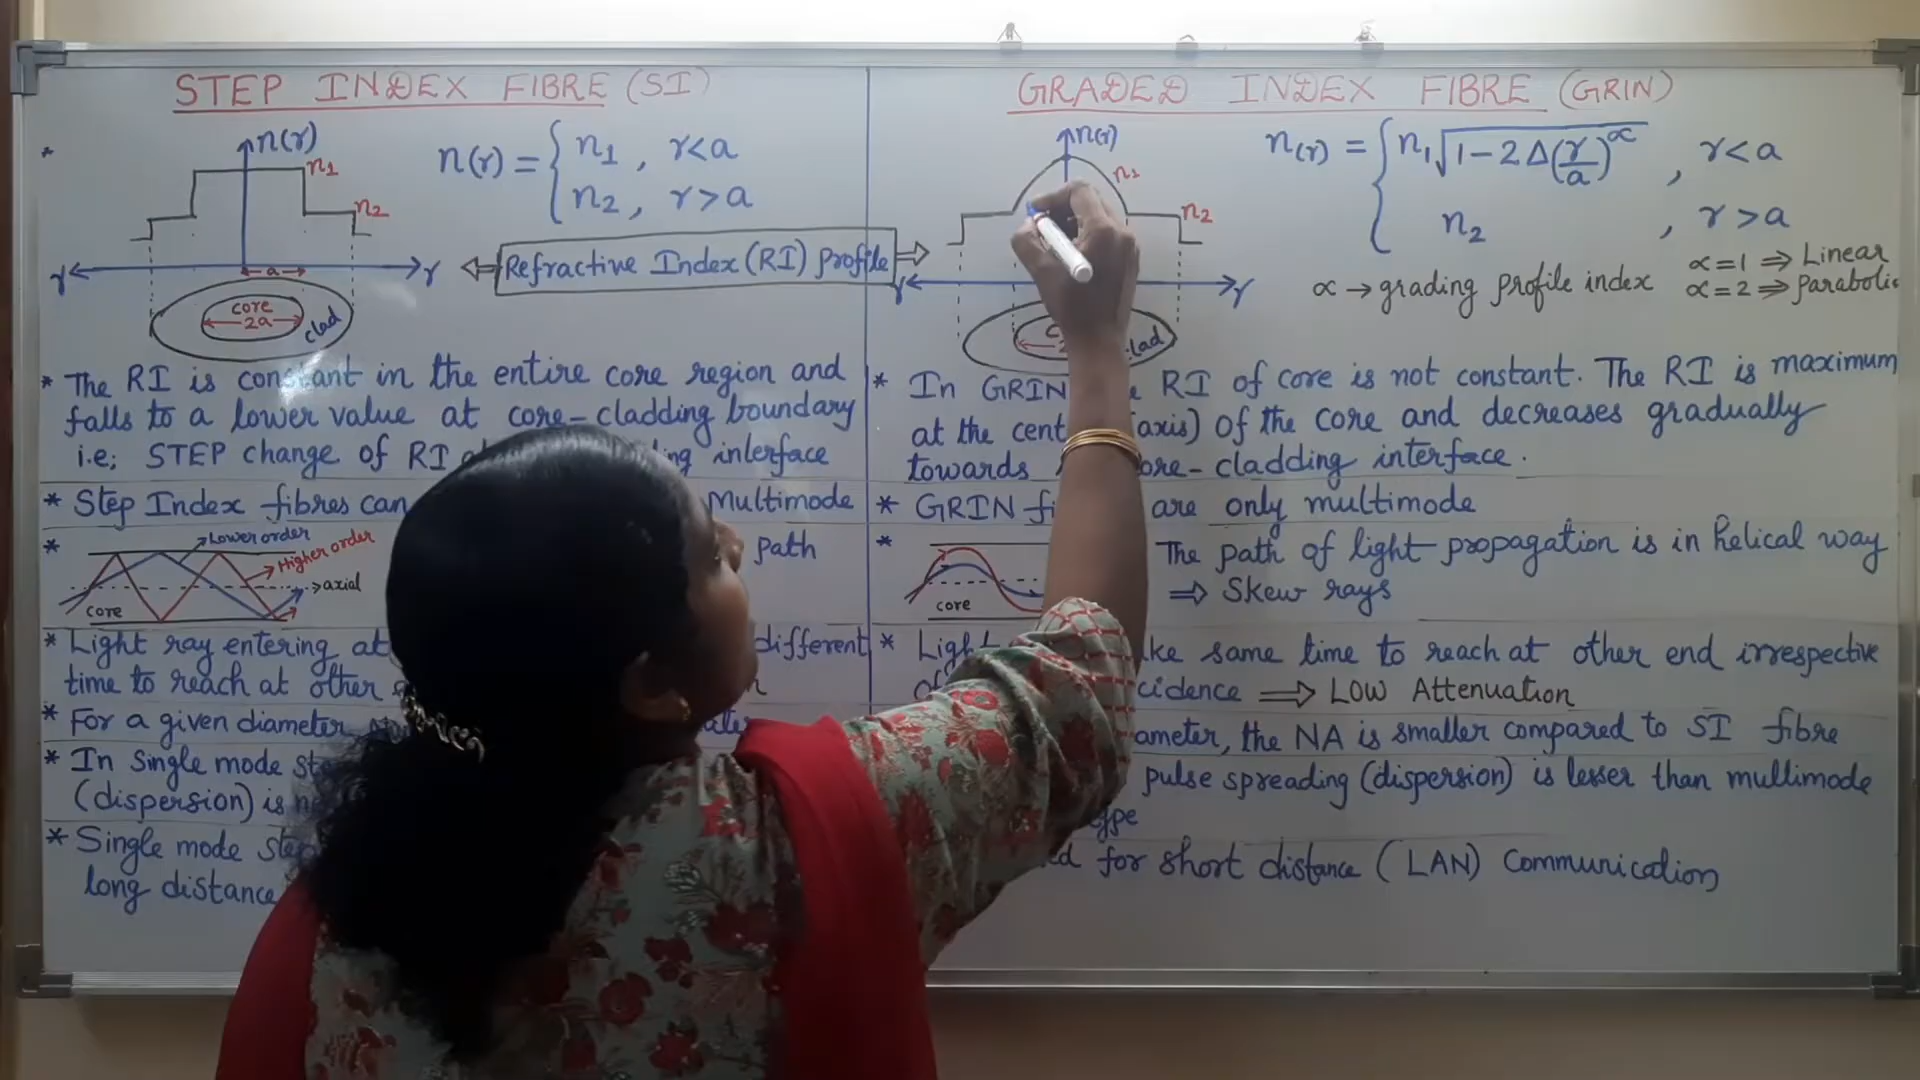 STEP INDEX FIBRE (SI)
n(r)
n1
n2
n(r) = { n1 , r<a
n2 , r>a
r
a
r
core
2a
clad
Refractive Index (RI) Profile
* The RI is constant in the entire core region and
falls to a lower value at core-cladding boundary
i.e; STEP change of RI interface
* Step Index fibres can Multimode
* Lower order
Higher order
axial
core
path
* Light ray entering at different
time to reach at other
* For a given diameter
* In Single mode
(dispersion) is
* Single mode
long distance
GRADED INDEX FIBRE (GRIN)
n(r)
n1
n2
n(r) = { n1√1-2Δ(r/a)^∝ , r<a
n2 , r>a
r
r
∝ → grading profile index
∝=1 ⇒ Linear
∝=2 ⇒ parabolic
* In GRIN RI of core is not constant. The RI is maximum
at the (axis) of the core and decreases gradually
towards core-cladding interface.
* GRIN are only multimode
* core
The path of light propagation is in helical way
⇒ Skew rays
* same time to reach at other end irrespective
⇒ LOW Attenuation
the NA is smaller compared to SI fibre
pulse spreading (dispersion) is lesser than multimode
for short distance (LAN) Communication